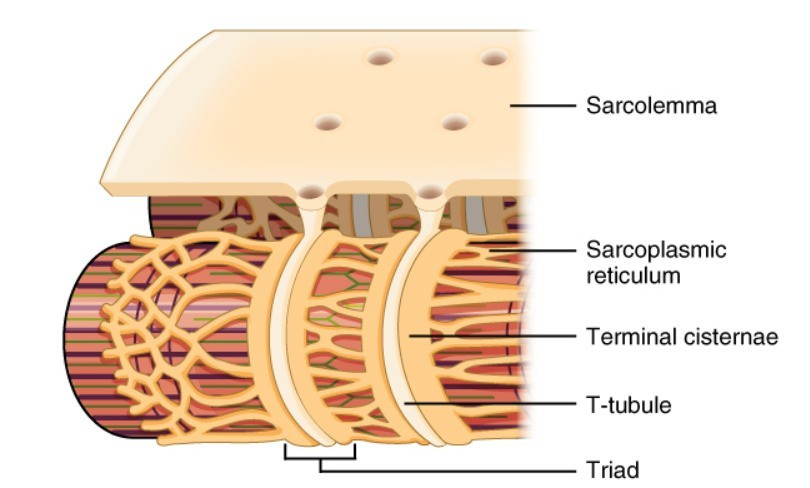 Sarcolemma
Sarcoplasmic
reticulum
Terminal cisternae
T-tubule
Triad